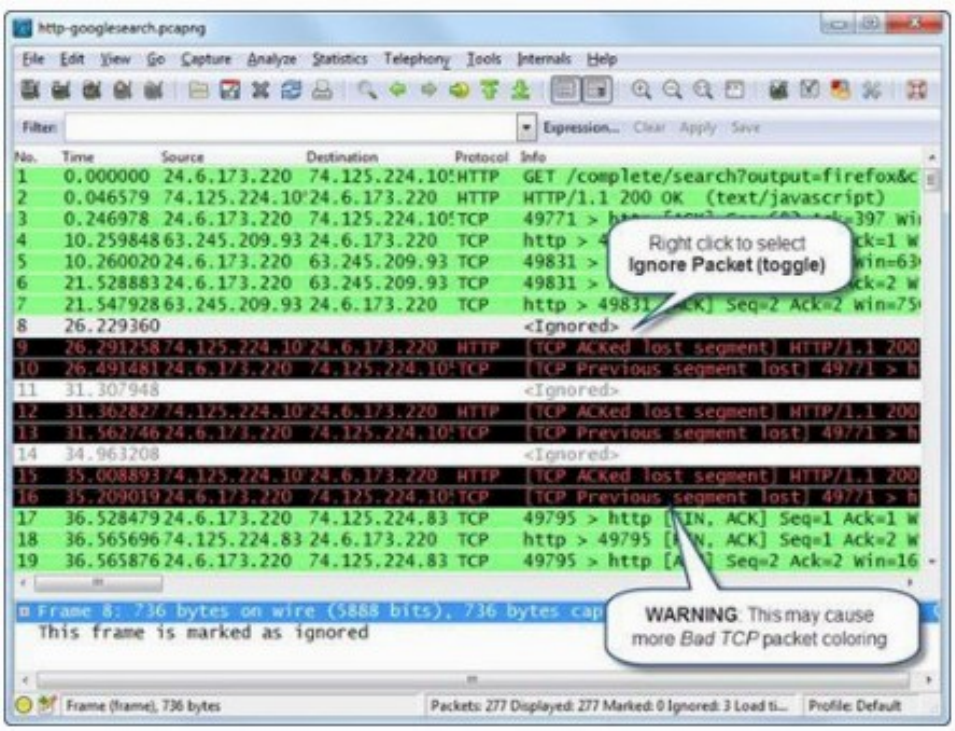 http-googlesearch.pcapng
File Edit View Go Capture Analyze Statistics Telephony Tools Internals Help
Filter: Expression... Clear Apply Save
No. Time Source Destination Protocol Info
1 0.000000 24.6.173.220 74.125.224.105 HTTP GET /complete/search?output=firefox&c
2 0.046579 74.125.224.10 24.6.173.220 HTTP HTTP/1.1 200 OK (text/javascript)
3 0.246978 24.6.173.220 74.125.224.105 TCP 49771 > Ack=397 Wi
4 10.259848 63.245.209.93 24.6.173.220 TCP http > 4 ck=1 W
5 10.260020 24.6.173.220 63.245.209.93 TCP 49831 > Win=63
6 21.528883 24.6.173.220 63.245.209.93 TCP 49831 > ck=2 W
7 21.547928 63.245.209.93 24.6.173.220 TCP http > 49831 ACK] Seq=2 Ack=2 Win=75
8 26.229360 <Ignored>
9 26.291258 74.125.224.10 24.6.173.220 HTTP [TCP ACKed lost segment] HTTP/1.1 200
10 26.491481 24.6.173.220 74.125.224.10 TCP [TCP Previous segment lost] 49771 > h
11 31.307948 <Ignored>
12 31.362827 74.125.224.10 24.6.173.220 HTTP [TCP ACKed lost segment] HTTP/1.1 200
13 31.562746 24.6.173.220 74.125.224.10 TCP [TCP Previous segment lost] 49771 > h
14 34.963208 <Ignored>
15 35.008893 74.125.224.10 24.6.173.220 HTTP [TCP ACKed lost segment] HTTP/1.1 200
16 35.209019 24.6.173.220 74.125.224.10 TCP [TCP Previous segment lost] 49771 > h
17 36.528479 24.6.173.220 74.125.224.83 TCP 49795 > http [FIN, ACK] Seq=1 Ack=1 W
18 36.565696 74.125.224.83 24.6.173.220 TCP http > 49795 [FIN, ACK] Seq=1 Ack=2 W
19 36.565876 24.6.173.220 74.125.224.83 TCP 49795 > http [A Seq=2 Ack=2 Win=16
Right click to select
Ignore Packet (toggle)
Frame 8: 736 bytes on wire (5888 bits), 736 bytes cap
This frame is marked as ignored
WARNING: This may cause
more Bad TCP packet coloring
Frame (frame), 736 bytes Packets: 277 Displayed: 277 Marked: 0 Ignored: 3 Load ti... Profile: Default